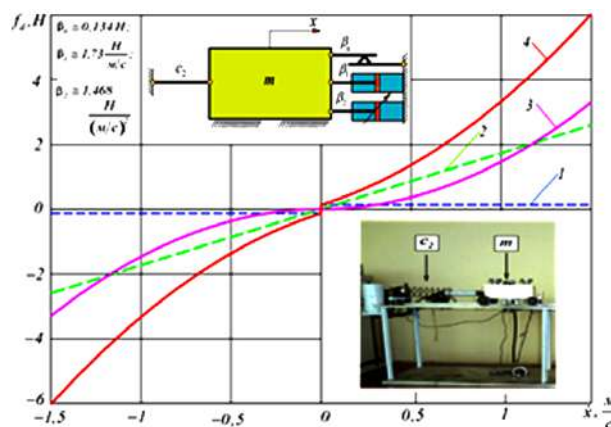 f_d. H
β₀ ≅ 0,134 H;
β₁ ≅ 1,73 H/(м/с);
β₂ ≅ 1,468
H/(м/с)
x
c₂
m
β₀
β₁
β₂
4
3
2
1
c₂
m
4
2
0
-2
-4
-6
-1,5
-1
-0,5
0
0,5
1
x, м/с